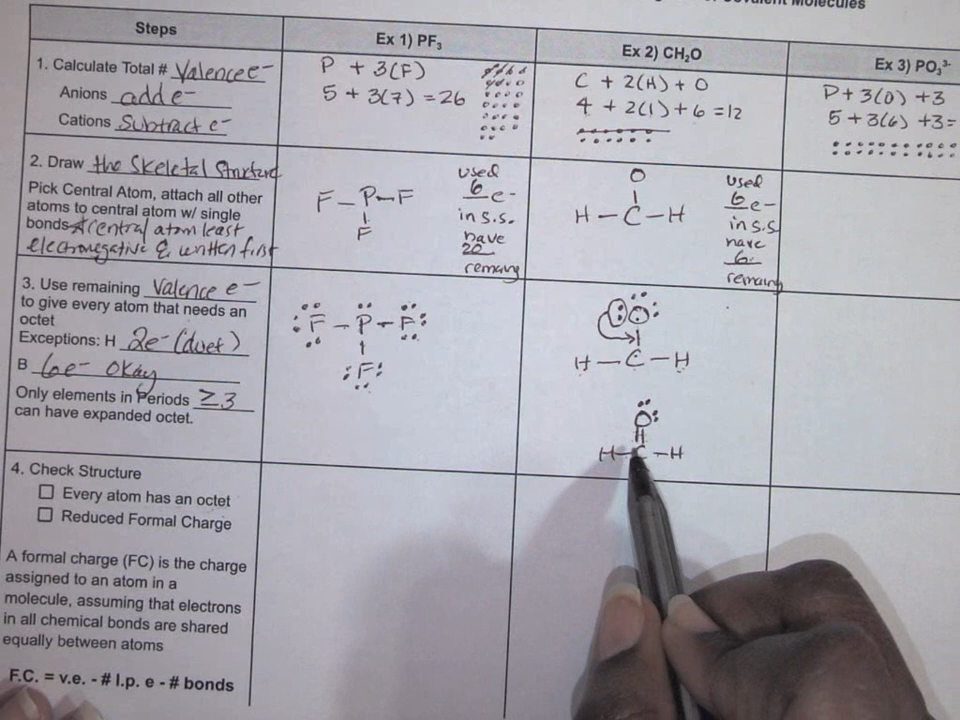 Covalent Molecules
Steps
Ex 1) PF₃
Ex 2) CH₂O
Ex 3) PO₃³⁻
1. Calculate Total # Valence e-
Anions add e-
Cations Subtract e-
P + 3(F)
5 + 3(7) = 26
C + 2(H) + O
4 + 2(1) + 6 = 12
P + 3(O) + 3
5 + 3(6) + 3 =
2. Draw the skeletal structure
Pick Central Atom, attach all other
atoms to central atom w/ single
bonds * central atom least
electronegative & written first
F – P – F
F
used
6 e-
in s.s.
have
20
remaing
O
H – C – H
used
6 e-
in s.s
have
6
remaing
3. Use remaining valence e-
to give every atom that needs an
octet
Exceptions: H 2e- (duet)
B 6e- okay
Only elements in Periods ≥3
can have expanded octet.
F – P – F
F
O
H – C – H
O
H – C – H
4. Check Structure
Every atom has an octet
Reduced Formal Charge
A formal charge (FC) is the charge
assigned to an atom in a
molecule, assuming that electrons
in all chemical bonds are shared
equally between atoms
F.C. = v.e. - # l.p. e - # bonds